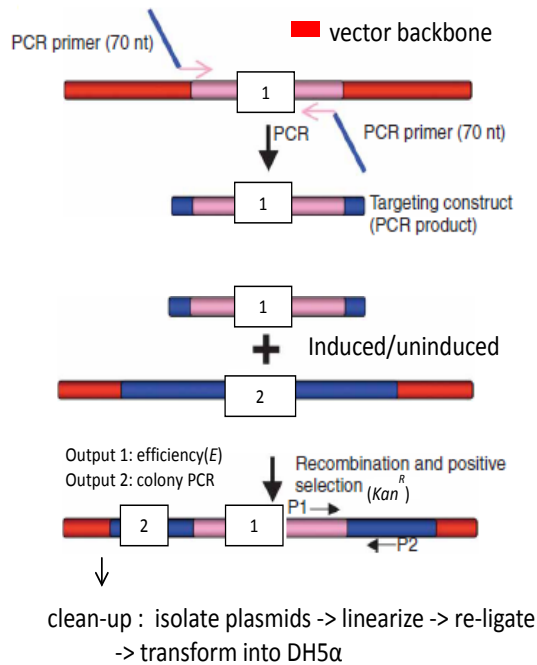 PCR primer (70 nt)
vector backbone
1
PCR
PCR primer (70 nt)
1
Targeting construct
(PCR product)
1
Induced/uninduced
2
Output 1: efficiency(E)
Output 2: colony PCR
Recombination and positive
selection (Kan^R)
P1
2
1
P2
clean-up : isolate plasmids -> linearize -> re-ligate
-> transform into DH5α